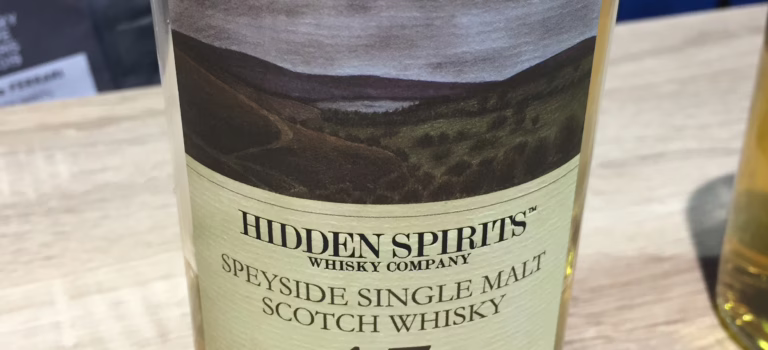 HIDDEN SPIRITS™
WHISKY COMPANY
SPEYSIDE SINGLE MALT
SCOTCH WHISKY